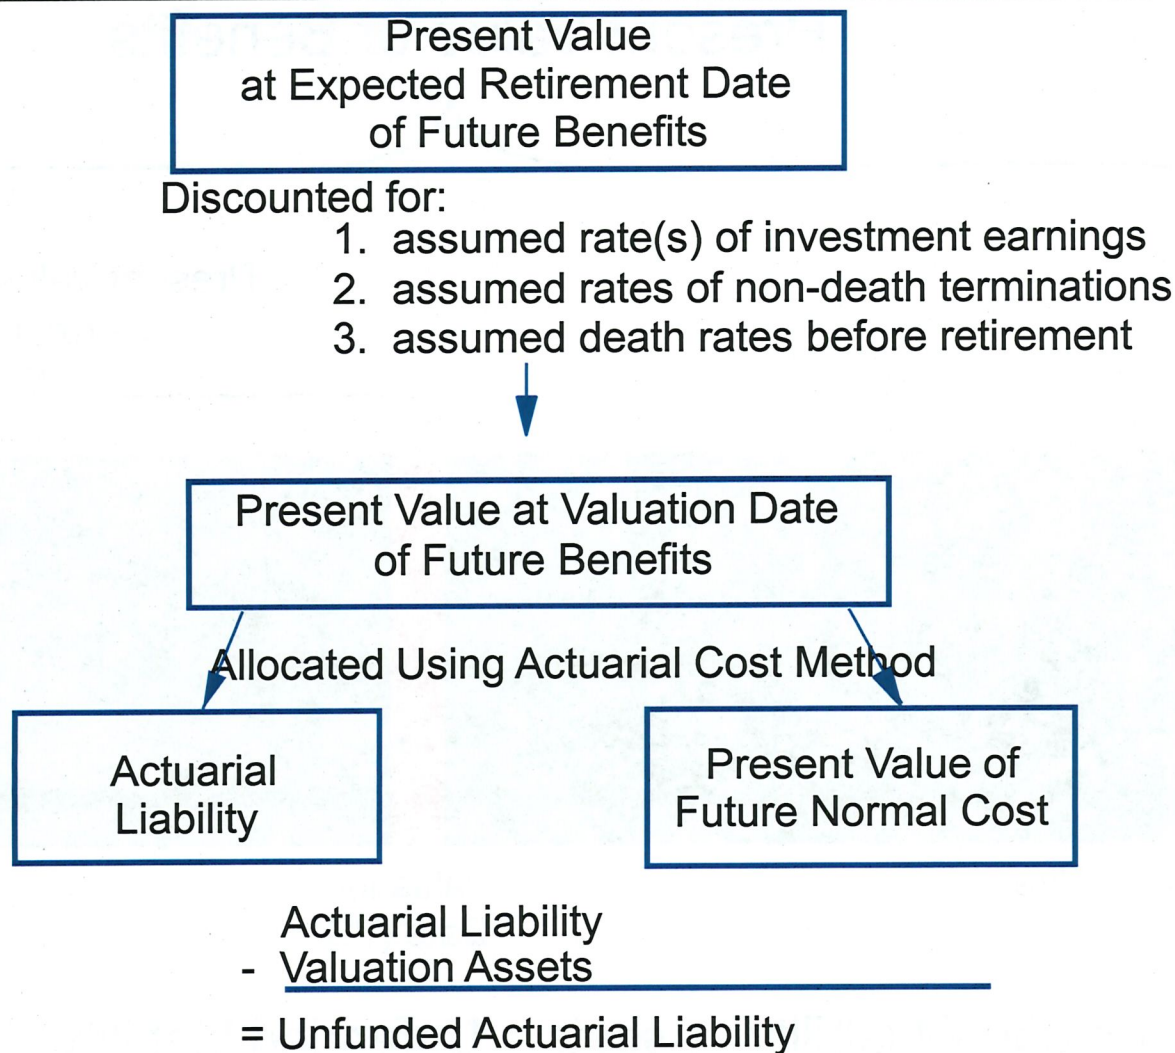 Present Value
at Expected Retirement Date
of Future Benefits
Discounted for:
1. assumed rate(s) of investment earnings
2. assumed rates of non-death terminations
3. assumed death rates before retirement
Present Value at Valuation Date
of Future Benefits
Allocated Using Actuarial Cost Method
Actuarial
Liability
Present Value of
Future Normal Cost
Actuarial Liability
- Valuation Assets
= Unfunded Actuarial Liability